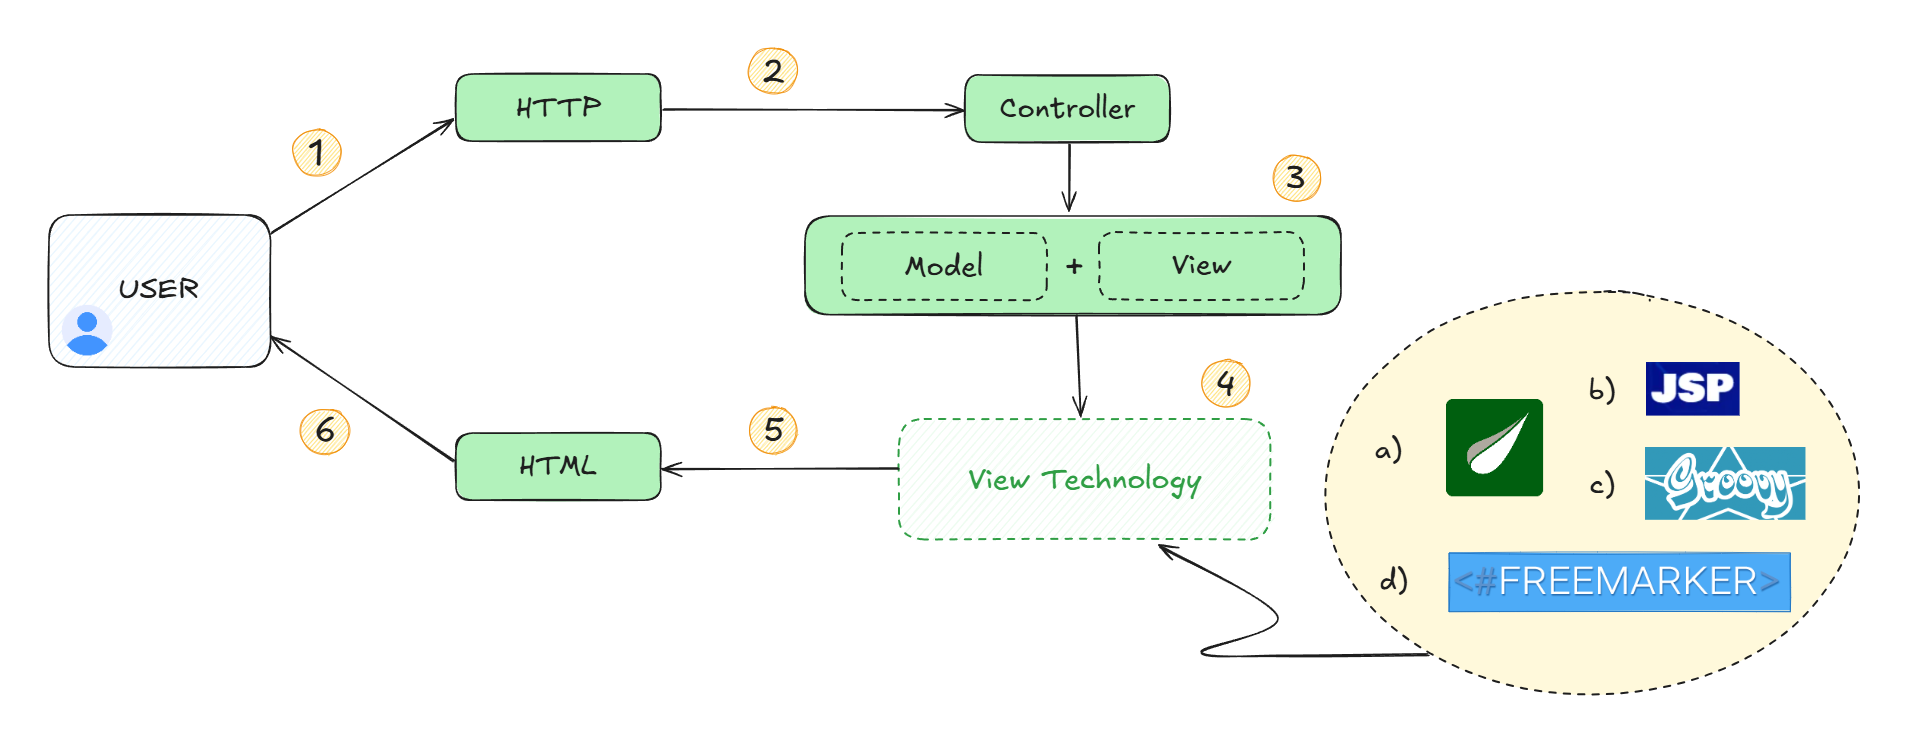 1
HTTP
2
Controller
3
USER
Model + View
4
5
6
HTML
View Technology
a)
b) JSP
c) Groovy
d) <#FREEMARKER>